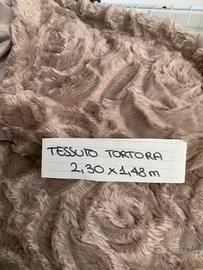 TESSUTO TORTORA
2,30 x 1,48 m